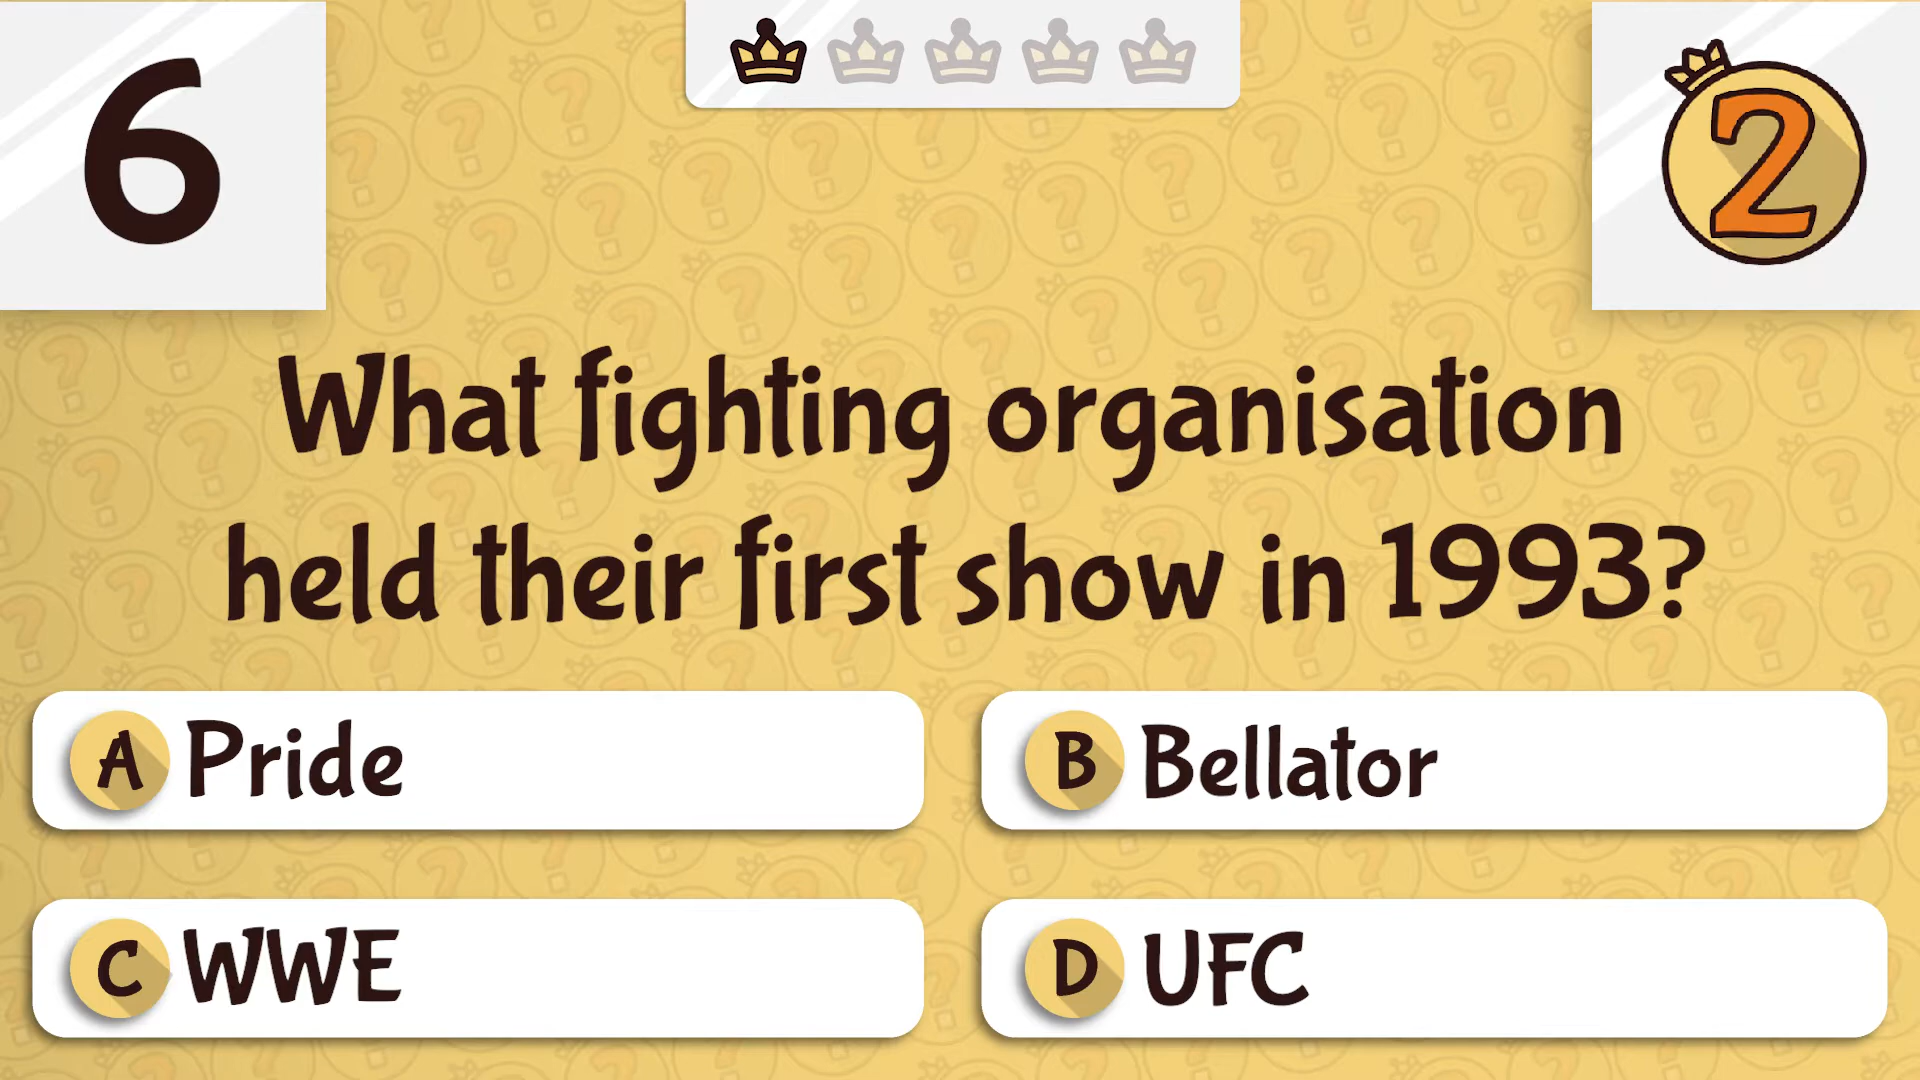 6
2
What fighting organisation
held their first show in 1993?
A Pride
B Bellator
C WWE
D UFC